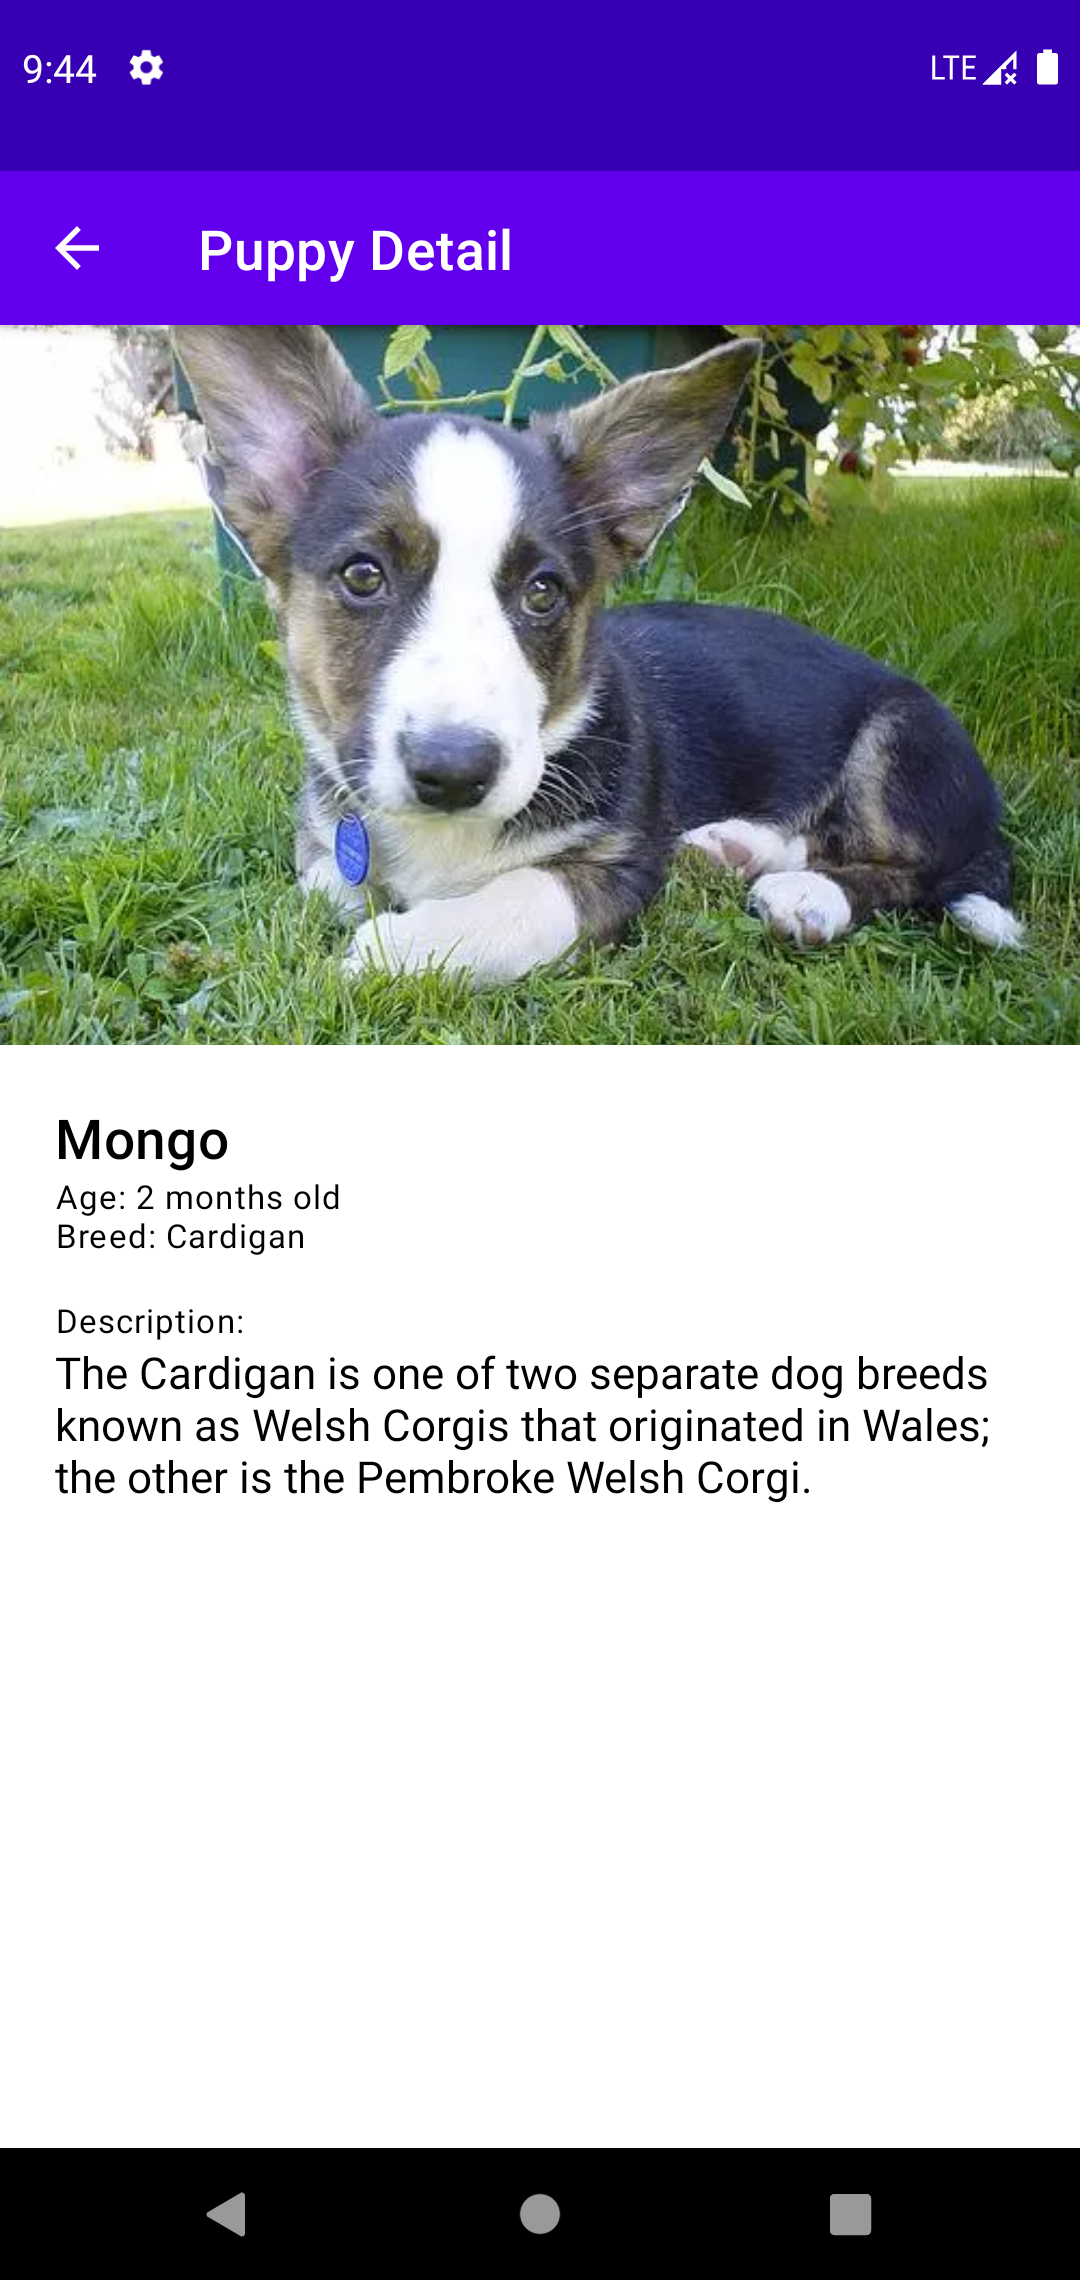 9:44
LTE
Puppy Detail
Mongo
Age: 2 months old
Breed: Cardigan
Description:
The Cardigan is one of two separate dog breeds
known as Welsh Corgis that originated in Wales;
the other is the Pembroke Welsh Corgi.